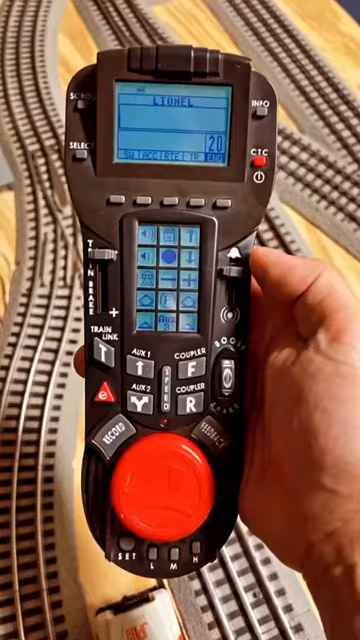 SCROLL
LIONEL
INFO
SELECT
20
CTC
SW ACC RTE TR ENG
TRAIN BRAKE
+
BOOST
TRAIN
LINK
T
AUX 1
COUPLER
F
SPEED
AUX 2
COUPLER
R
RECORD
FEEDBACK
SET
L
M
H